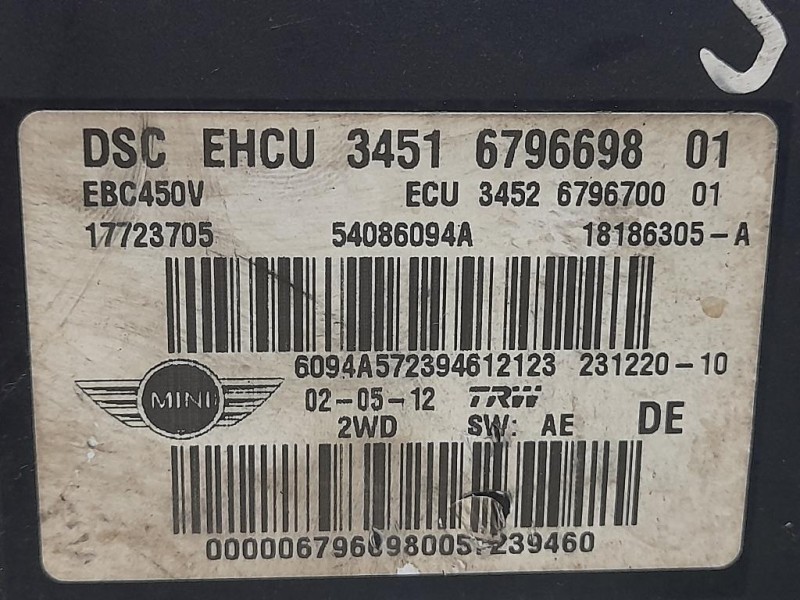 DSC EHCU 3451 6796698 01
EBC450V ECU 3452 6796700 01
17723705 54086094A 18186305-A
6094A572394612123 231220-10
MINI 02-05-12 TRW
2WD SW: AE DE